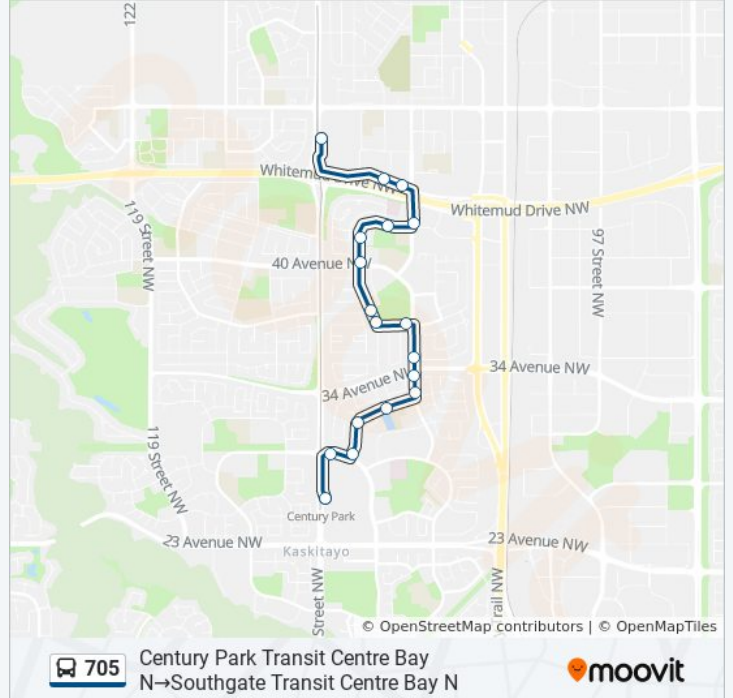 122
Whitemud Drive NW
Whitemud Drive NW
119 Street NW
40 Avenue NW
97 Street NW
34 Avenue NW
34 Avenue NW
119 Street NW
Century Park
23 Avenue NW
23 Avenue NW
Kaskitayo
Street NW
Trail NW
© OpenStreetMap contributors | © OpenMapTiles
705
Century Park Transit Centre Bay
N→Southgate Transit Centre Bay N
moovit